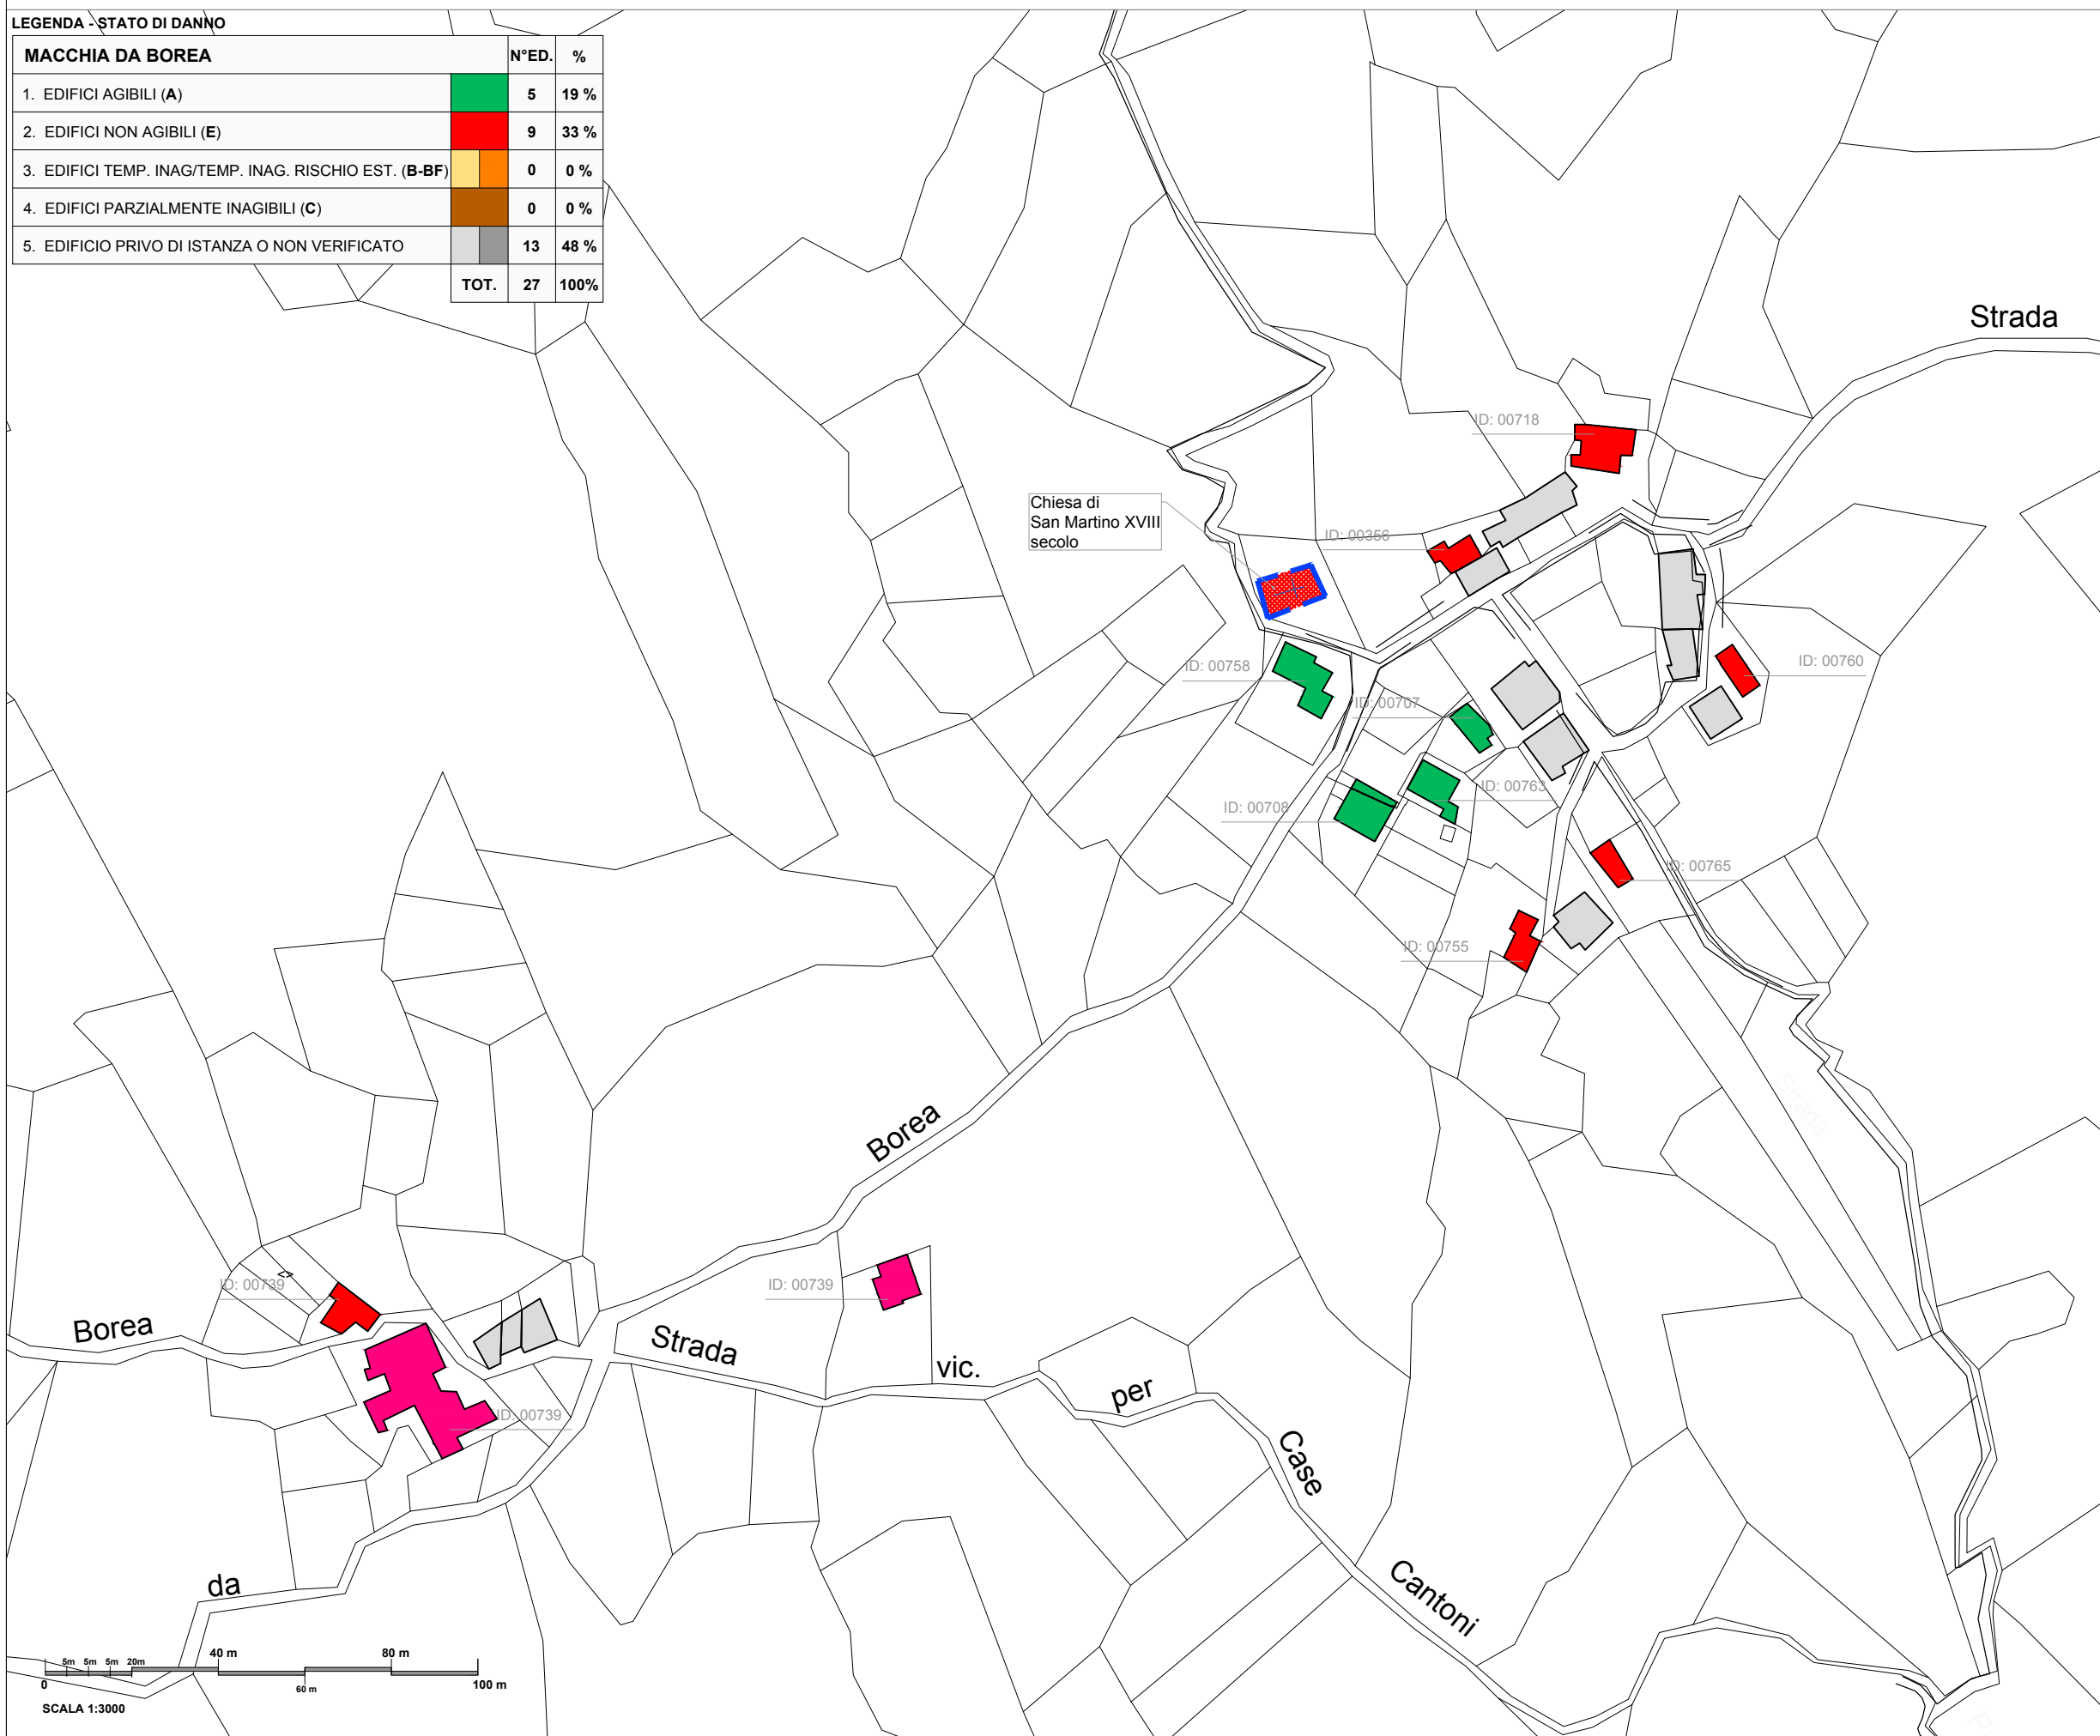 LEGENDA - STATO DI DANNO
MACCHIA DA BOREA N°ED. %
1. EDIFICI AGIBILI (A) 5 19 %
2. EDIFICI NON AGIBILI (E) 9 33 %
3. EDIFICI TEMP. INAG/TEMP. INAG. RISCHIO EST. (B-BF) 0 0 %
4. EDIFICI PARZIALMENTE INAGIBILI (C) 0 0 %
5. EDIFICIO PRIVO DI ISTANZA O NON VERIFICATO 13 48 %
TOT. 27 100%
Strada
ID: 00718
Chiesa di
San Martino XVIII
secolo
ID: 00356
ID: 00758
ID: 00760
ID: 00707
ID: 00763
ID: 00708
ID: 00765
ID: 00755
Strada
Borea
ID: 00739
ID: 00739
Borea
Strada
vic.
per
ID: 00739
Case
Cantoni
da
5m 5m 5m 20m 40 m 80 m
0 60 m 100 m
SCALA 1:3000